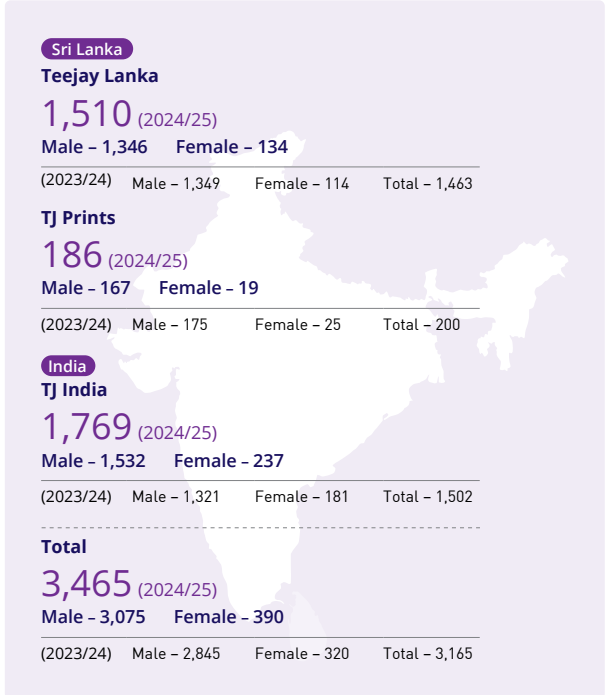 Sri Lanka
Teejay Lanka
1,510 (2024/25)
Male – 1,346 Female – 134
(2023/24) Male – 1,349 Female – 114 Total – 1,463
TJ Prints
186 (2024/25)
Male – 167 Female – 19
(2023/24) Male – 175 Female – 25 Total – 200
India
TJ India
1,769 (2024/25)
Male – 1,532 Female – 237
(2023/24) Male – 1,321 Female – 181 Total – 1,502
Total
3,465 (2024/25)
Male – 3,075 Female – 390
(2023/24) Male – 2,845 Female – 320 Total – 3,165